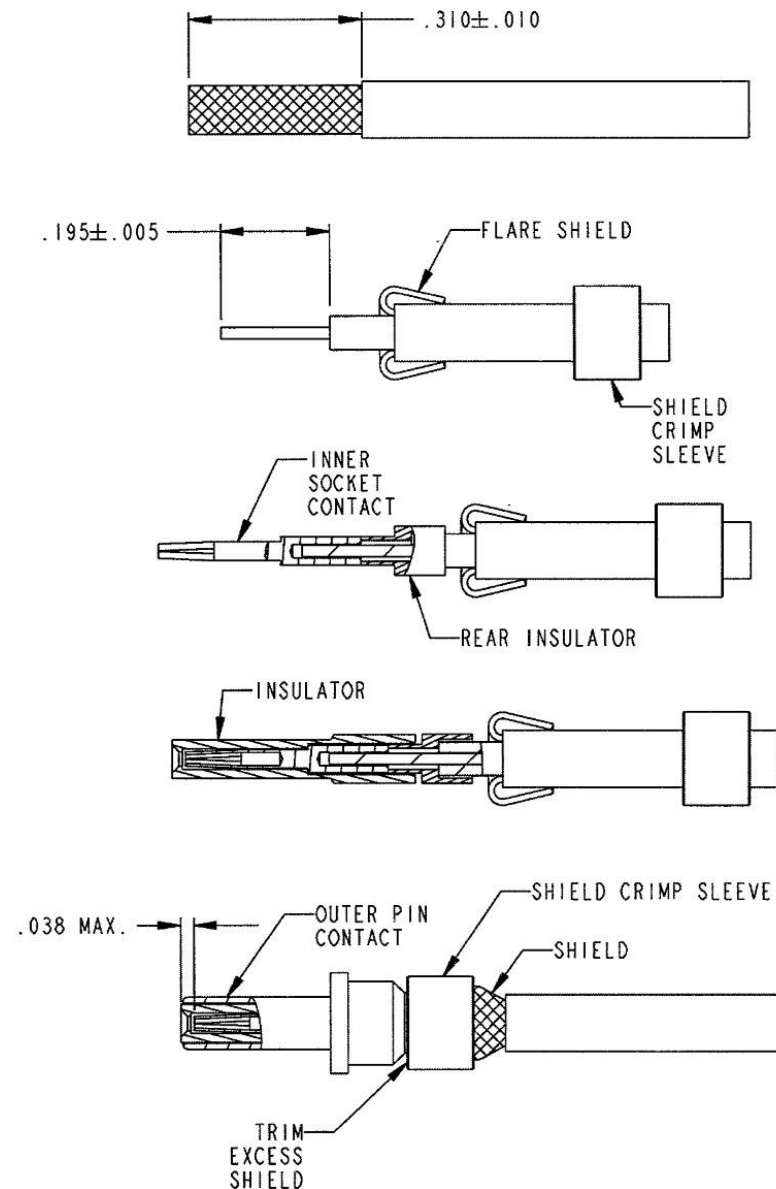 .310±.010
.195±.005
FLARE SHIELD
SHIELD
CRIMP
SLEEVE
INNER
SOCKET
CONTACT
REAR INSULATOR
INSULATOR
SHIELD CRIMP SLEEVE
.038 MAX.
OUTER PIN
CONTACT
SHIELD
TRIM
EXCESS
SHIELD